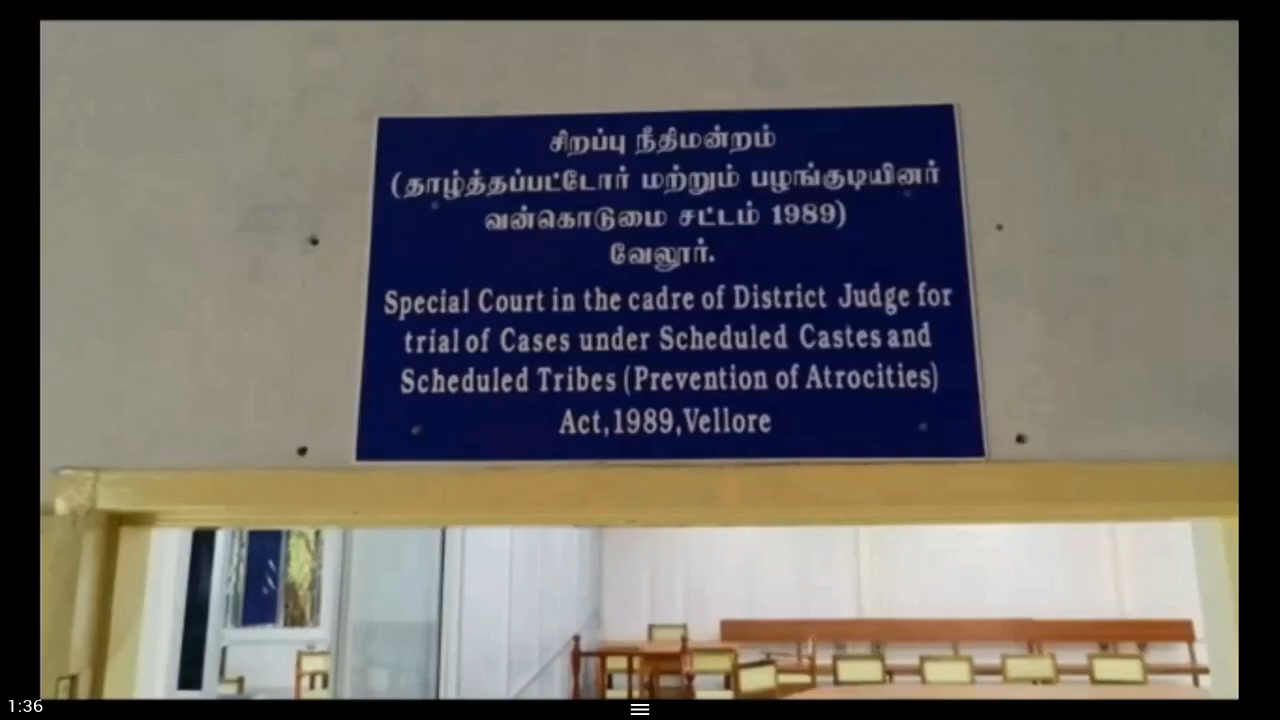 சிறப்பு நீதிமன்றம்
(தாழ்த்தப்பட்டோர் மற்றும் பழங்குடியினர்
வன்கொடுமை சட்டம் 1989)
வேலூர்.
Special Court in the cadre of District Judge for
trial of Cases under Scheduled Castes and
Scheduled Tribes (Prevention of Atrocities)
Act,1989,Vellore
1:36